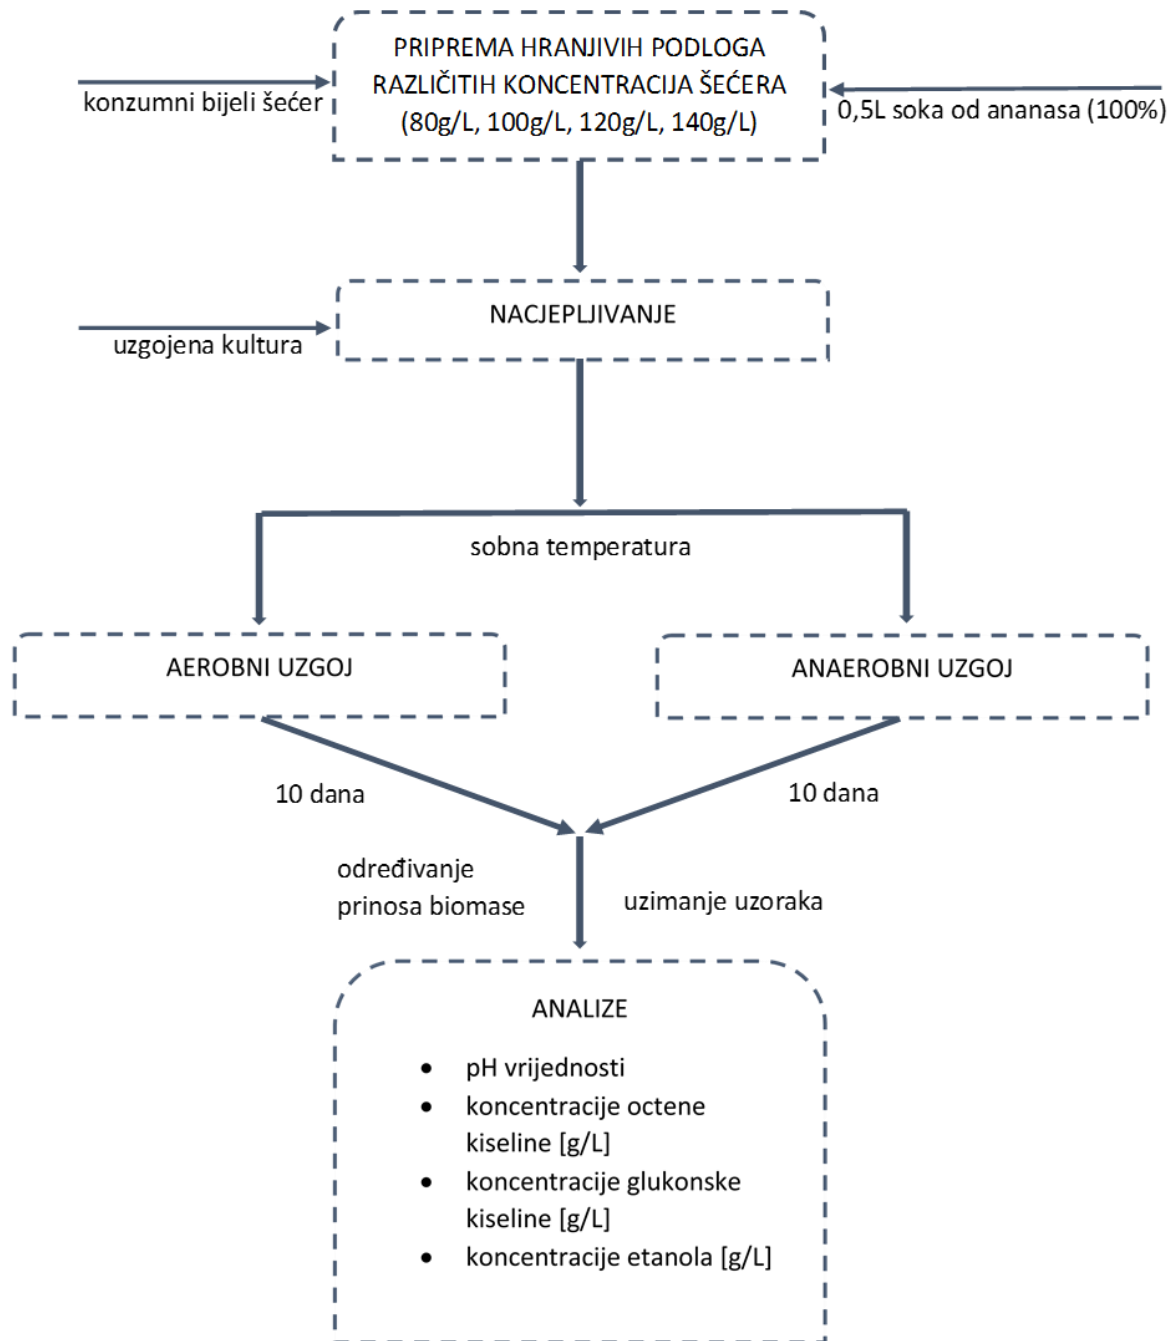 PRIPREMA HRANJIVIH PODLOGA
RAZLIČITIH KONCENTRACIJA ŠEĆERA
(80g/L, 100g/L, 120g/L, 140g/L)
konzumni bijeli šećer
0,5L soka od ananasa (100%)
NACJEPLJIVANJE
uzgojena kultura
sobna temperatura
AEROBNI UZGOJ
ANAEROBNI UZGOJ
10 dana
10 dana
određivanje
prinosa biomase
uzimanje uzoraka
ANALIZE
• pH vrijednosti
• koncentracije octene
kiseline [g/L]
• koncentracije glukonske
kiseline [g/L]
• koncentracije etanola [g/L]